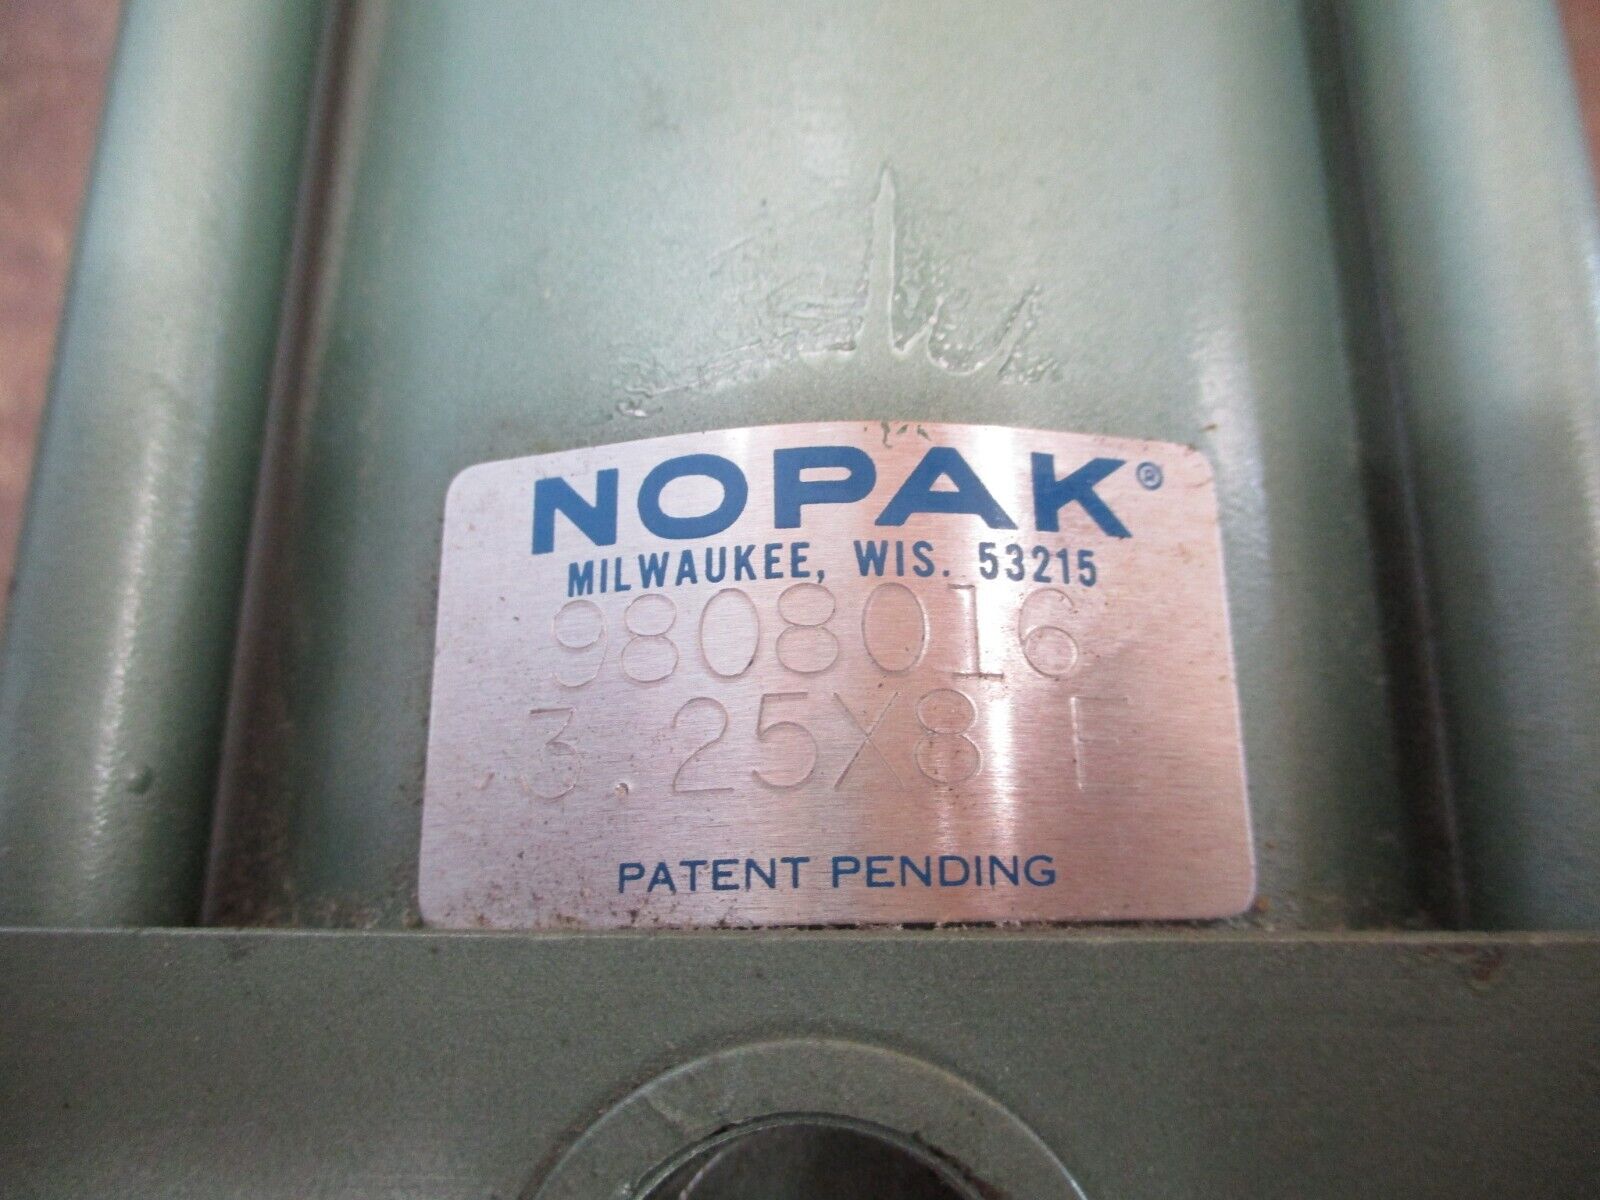 NOPAK®
MILWAUKEE, WIS. 53215
9808016
3.25X8 F
PATENT PENDING